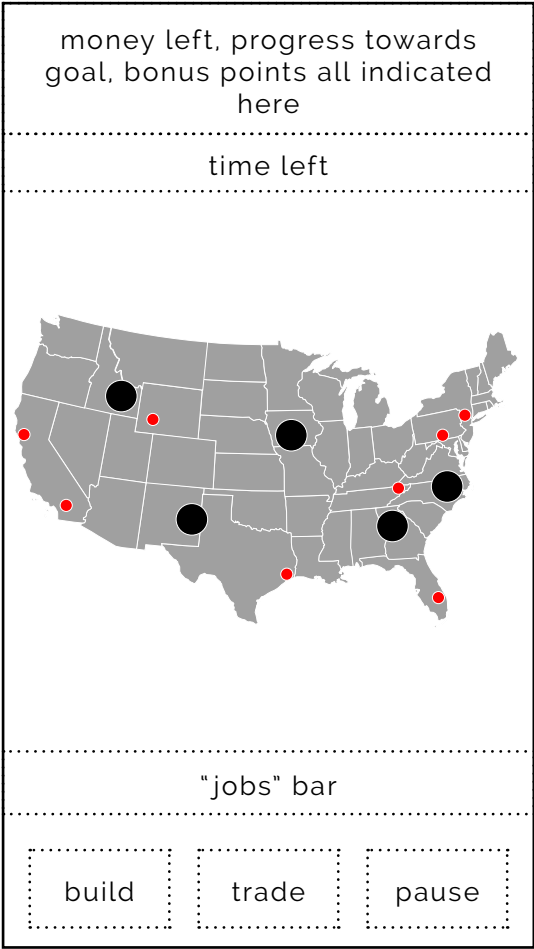 money left, progress towards
goal, bonus points all indicated
here
time left
“jobs” bar
build
trade
pause